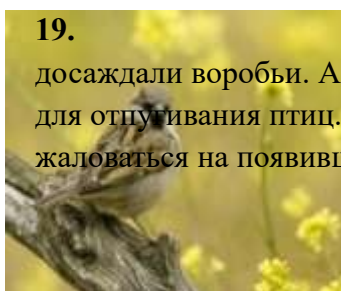 19.
досаждали воробьи. А
для отпугивания птиц.
жаловаться на появивш